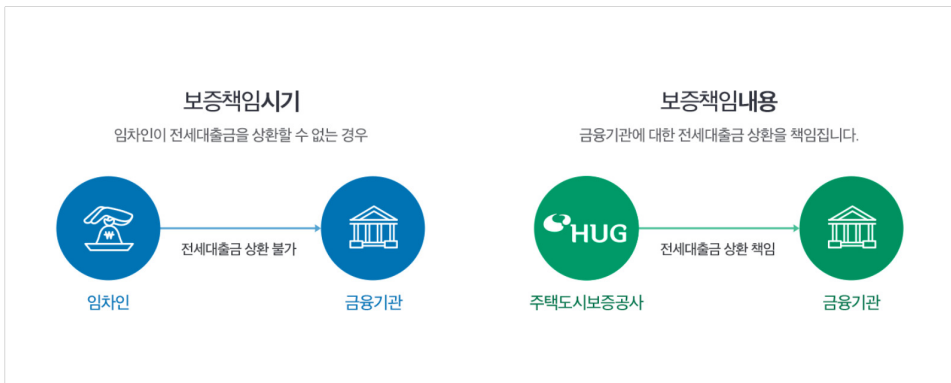 보증책임시기
임차인이 전세대출금을 상환할 수 없는 경우
₩
전세대출금 상환 불가
임차인
금융기관
보증책임내용
금융기관에 대한 전세대출금 상환을 책임집니다.
HUG
전세대출금 상환 책임
주택도시보증공사
금융기관